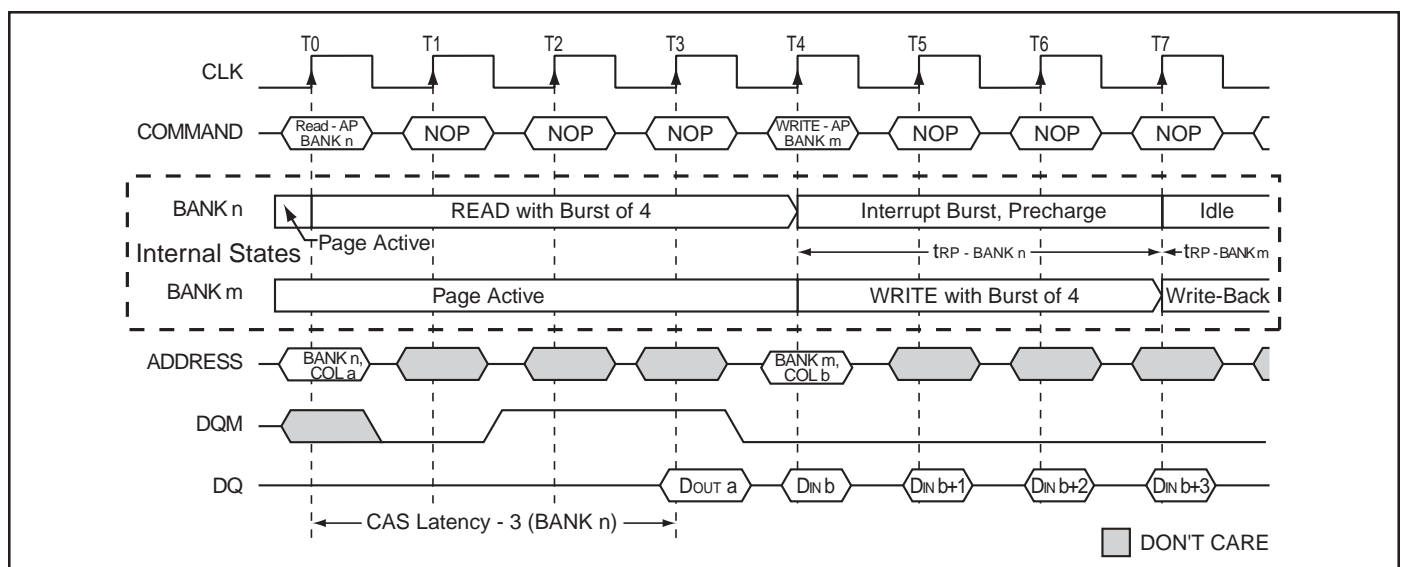 T0 T1 T2 T3 T4 T5 T6 T7
CLK
COMMAND Read - AP BANK n NOP NOP NOP WRITE - AP BANK m NOP NOP NOP
BANK n READ with Burst of 4 Interrupt Burst, Precharge Idle
Page Active tRP - BANK n tRP - BANK m
Internal States
BANK m Page Active WRITE with Burst of 4 Write-Back
ADDRESS BANK n, COL a BANK m, COL b
DQM
DQ DOUT a DIN b DIN b+1 DIN b+2 DIN b+3
CAS Latency - 3 (BANK n)
DON'T CARE